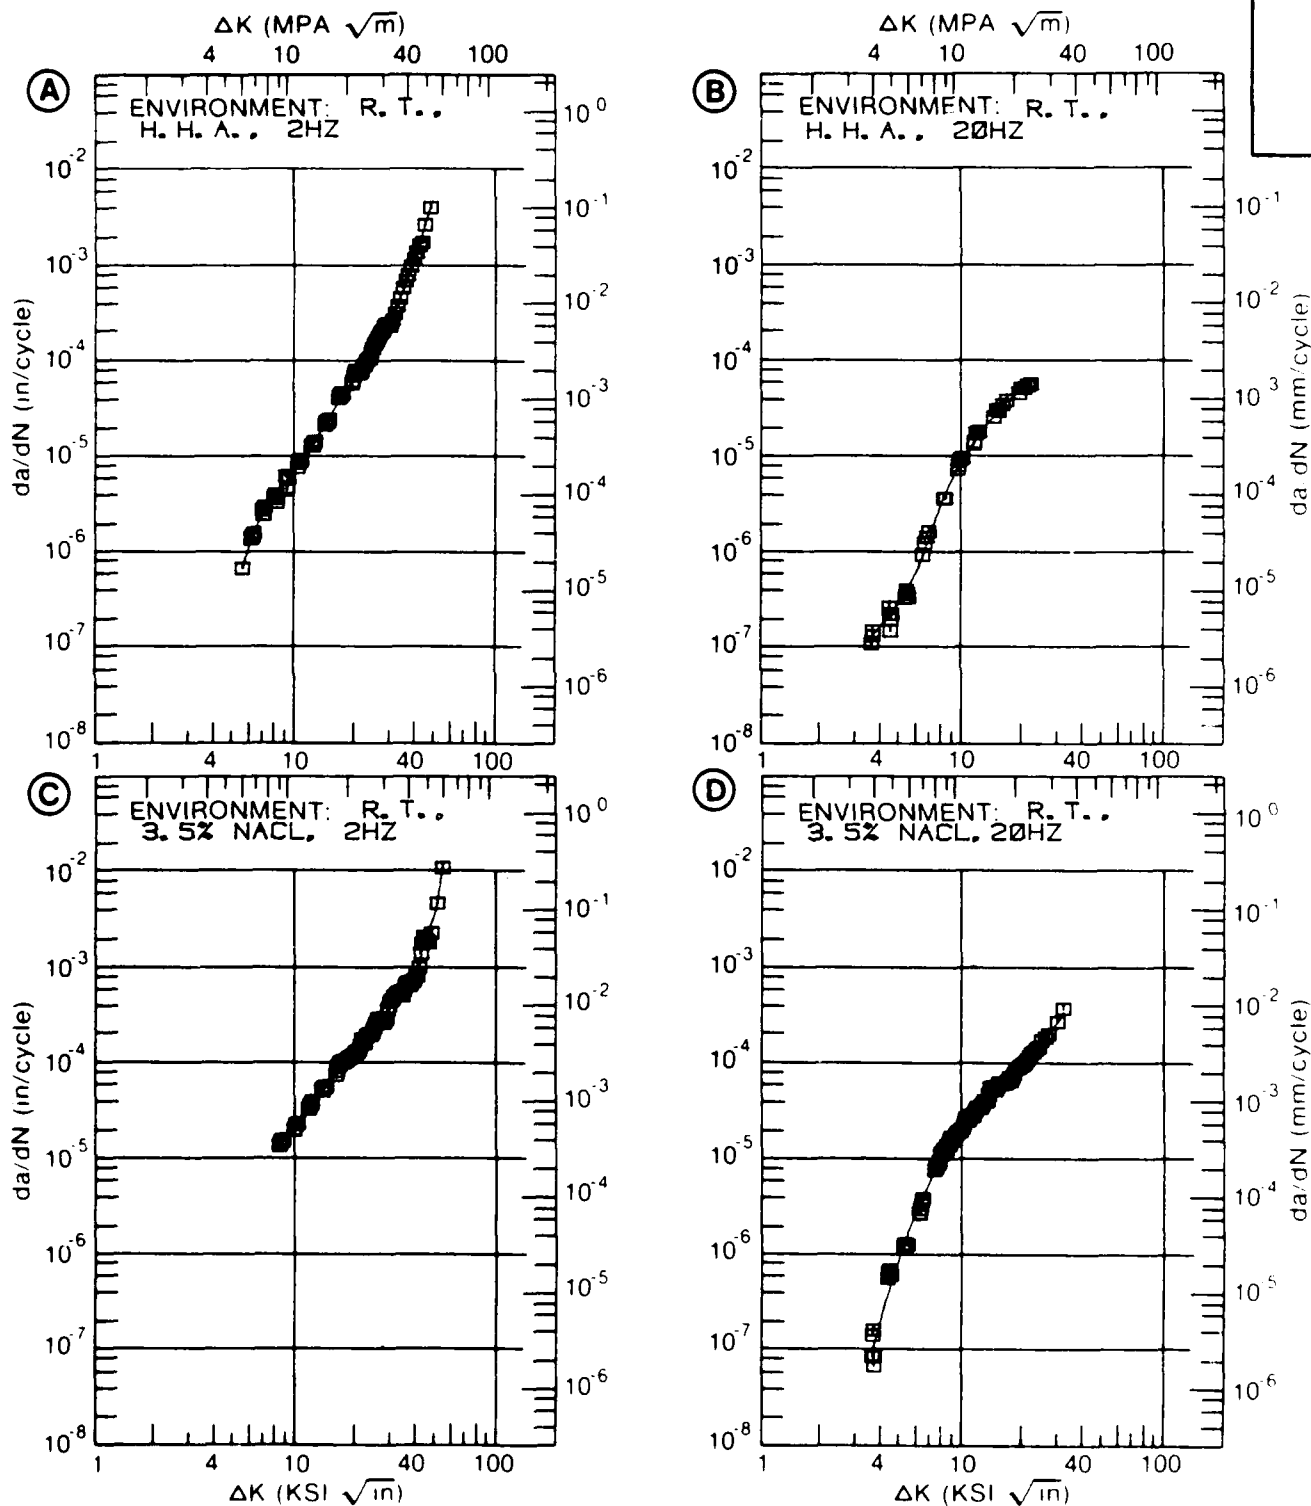 ΔK (MPA √m) ΔK (MPA √m)
4 10 40 100 4 10 40 100
A B
ENVIRONMENT: R. T.,
H. H. A., 2HZ
ENVIRONMENT: R. T.,
H. H. A., 20HZ
10^-2 10^-3 10^-4 10^-5 10^-6 10^-7 10^-8
da/dN (in/cycle)
10^0 10^-1 10^-2 10^-3 10^-4 10^-5 10^-6
10^-2 10^-3 10^-4 10^-5 10^-6 10^-7 10^-8
10^-1 10^-2 10^-3 10^-4 10^-5 10^-6
da dN (mm/cycle)
1 4 10 40 100 1 4 10 40 100
C D
ENVIRONMENT: R. T.,
3.5% NACL, 2HZ
ENVIRONMENT: R. T.,
3.5% NACL, 20HZ
10^-2 10^-3 10^-4 10^-5 10^-6 10^-7 10^-8
da/dN (in/cycle)
10^0 10^-1 10^-2 10^-3 10^-4 10^-5 10^-6
10^-2 10^-3 10^-4 10^-5 10^-6 10^-7 10^-8
10^0 10^-1 10^-2 10^-3 10^-4 10^-5 10^-6
da/dN (mm/cycle)
1 4 10 40 100 1 4 10 40 100
ΔK (KSI √in) ΔK (KSI √in)